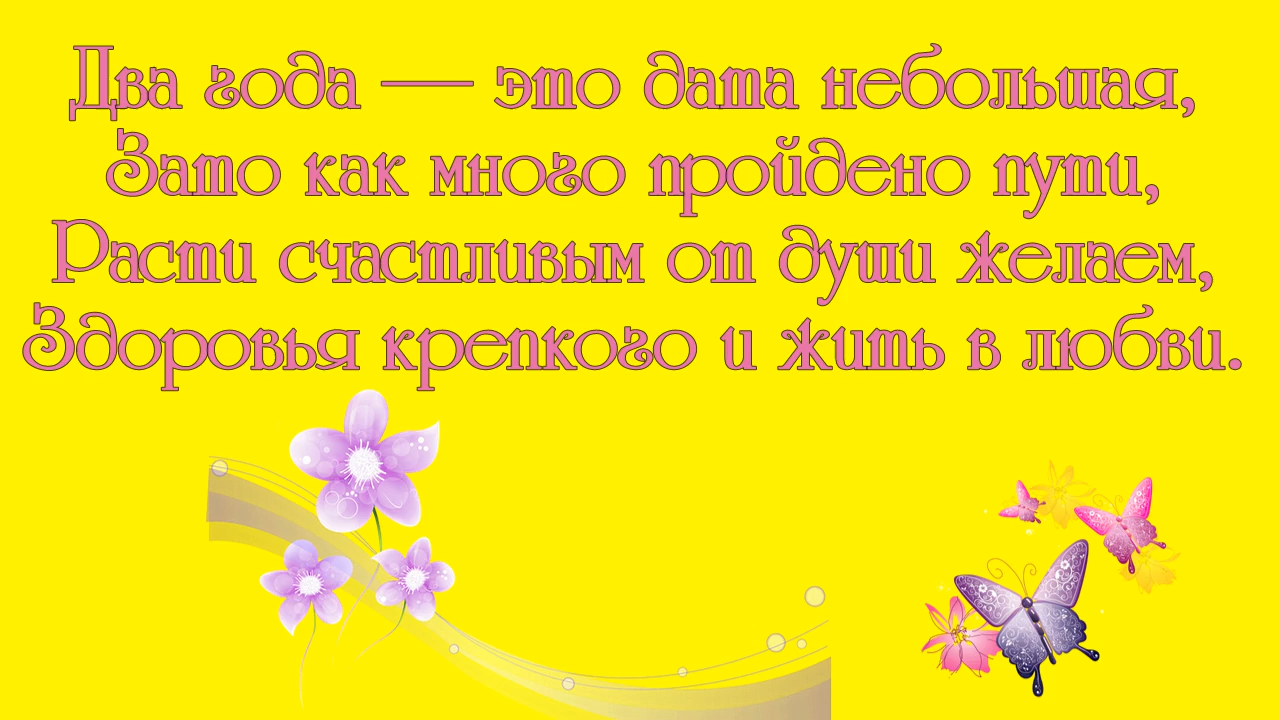 Два года — это дата небольшая,
Зато как много пройдено пути,
Расти счастливым от души желаем,
Здоровья крепкого и жить в любви.